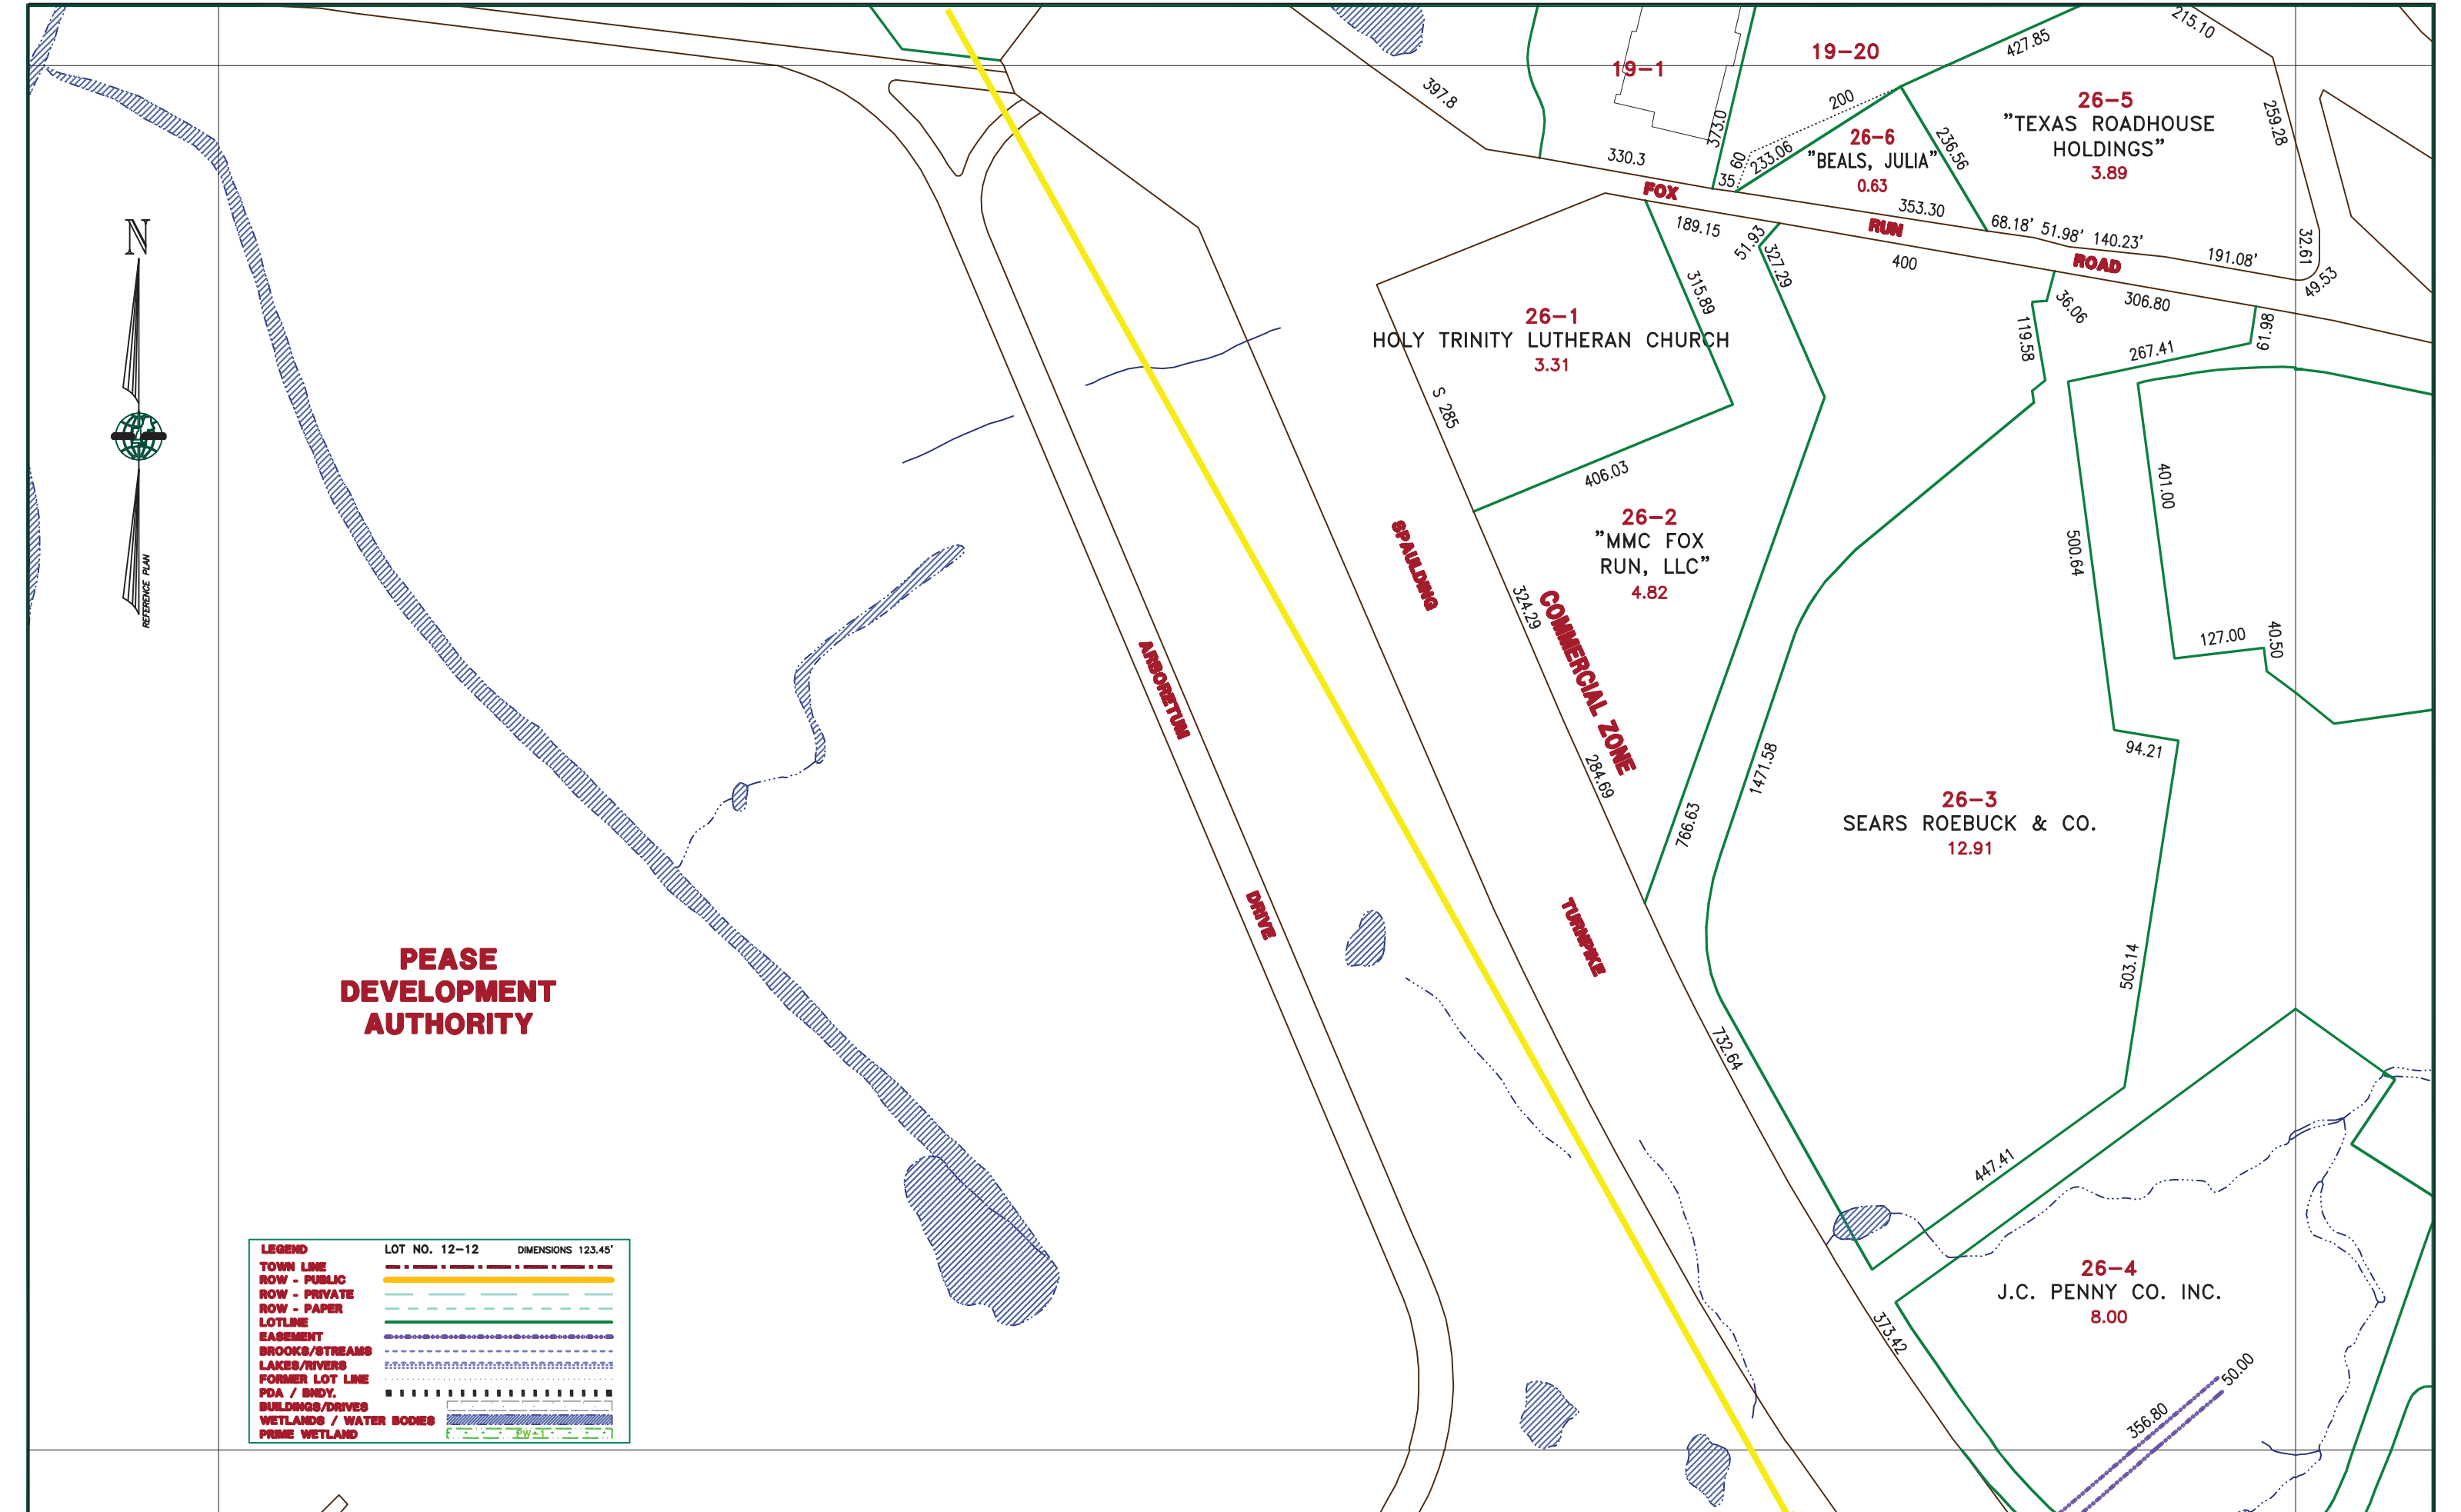 215.10
427.85
19-20
19-1
397.8
373.0
200
26-5
"TEXAS ROADHOUSE
HOLDINGS"
3.89
259.28
26-6
"BEALS, JULIA"
0.63
236.56
233.06
60
35
330.3
FOX
RUN
ROAD
353.30
68.18'
51.98'
140.23'
191.08'
32.61
49.53
189.15
51.93
327.29
400
36.06
306.80
61.98
119.58
267.41
N
REFERENCE PLAN
315.89
26-1
HOLY TRINITY LUTHERAN CHURCH
3.31
S 285
406.03
401.00
500.64
127.00
40.50
26-2
"MMC FOX
RUN, LLC"
4.82
SPAULDING
TURNPIKE
324.29
COMMERCIAL ZONE
284.69
ARBORETUM
DRIVE
1471.58
766.63
94.21
26-3
SEARS ROEBUCK & CO.
12.91
503.14
732.64
447.41
PEASE
DEVELOPMENT
AUTHORITY
26-4
J.C. PENNY CO. INC.
8.00
373.42
356.80
50.00
LEGEND LOT NO. 12-12 DIMENSIONS 123.45'
TOWN LINE
ROW - PUBLIC
ROW - PRIVATE
ROW - PAPER
LOTLINE
EASEMENT
BROOKS/STREAMS
LAKES/RIVERS
FORMER LOT LINE
PDA / BNDY.
BUILDINGS/DRIVES
WETLANDS / WATER BODIES
PRIME WETLAND PW-1